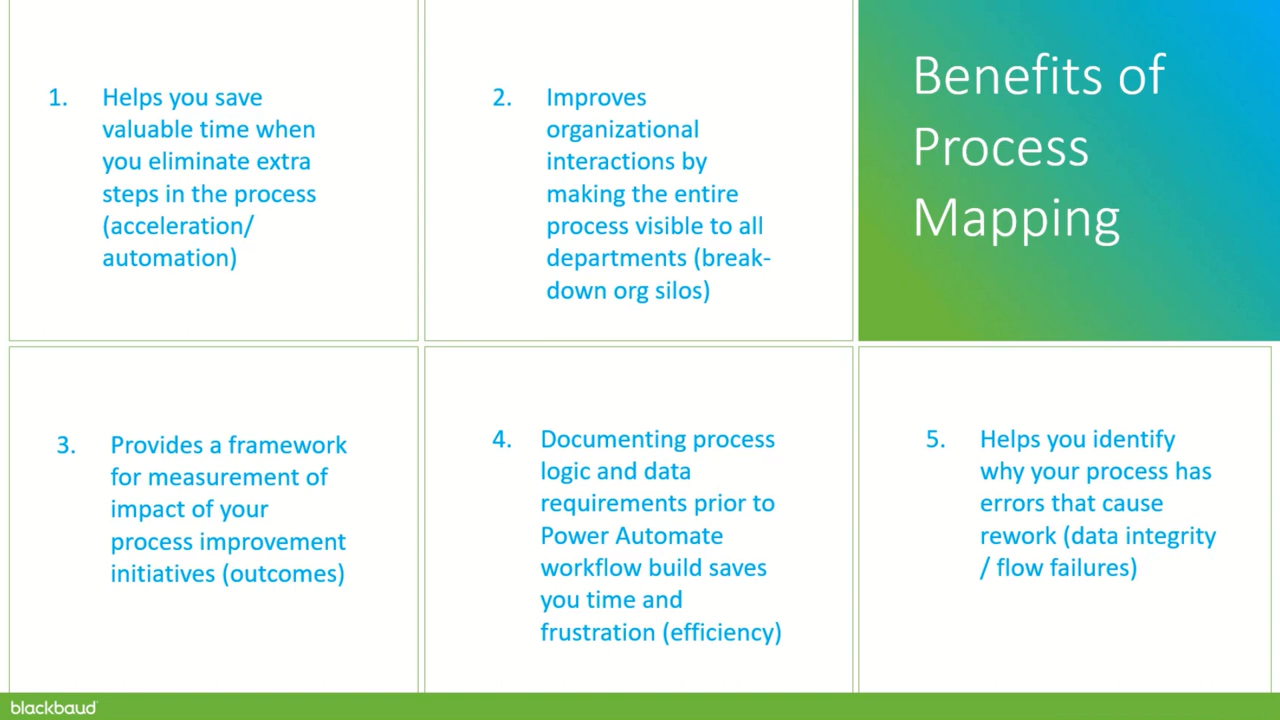 Benefits of
Process
Mapping
1. Helps you save
valuable time when
you eliminate extra
steps in the process
(acceleration/
automation)
2. Improves
organizational
interactions by
making the entire
process visible to all
departments (break-
down org silos)
3. Provides a framework
for measurement of
impact of your
process improvement
initiatives (outcomes)
4. Documenting process
logic and data
requirements prior to
Power Automate
workflow build saves
you time and
frustration (efficiency)
5. Helps you identify
why your process has
errors that cause
rework (data integrity
/ flow failures)
blackbaud